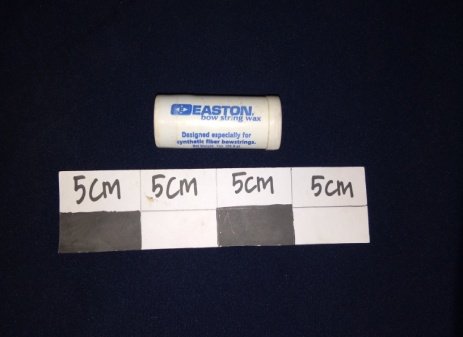 EASTON.
bow string wax
Designed especially for
synthetic fiber bowstrings.
5CM 5CM 5CM 5CM